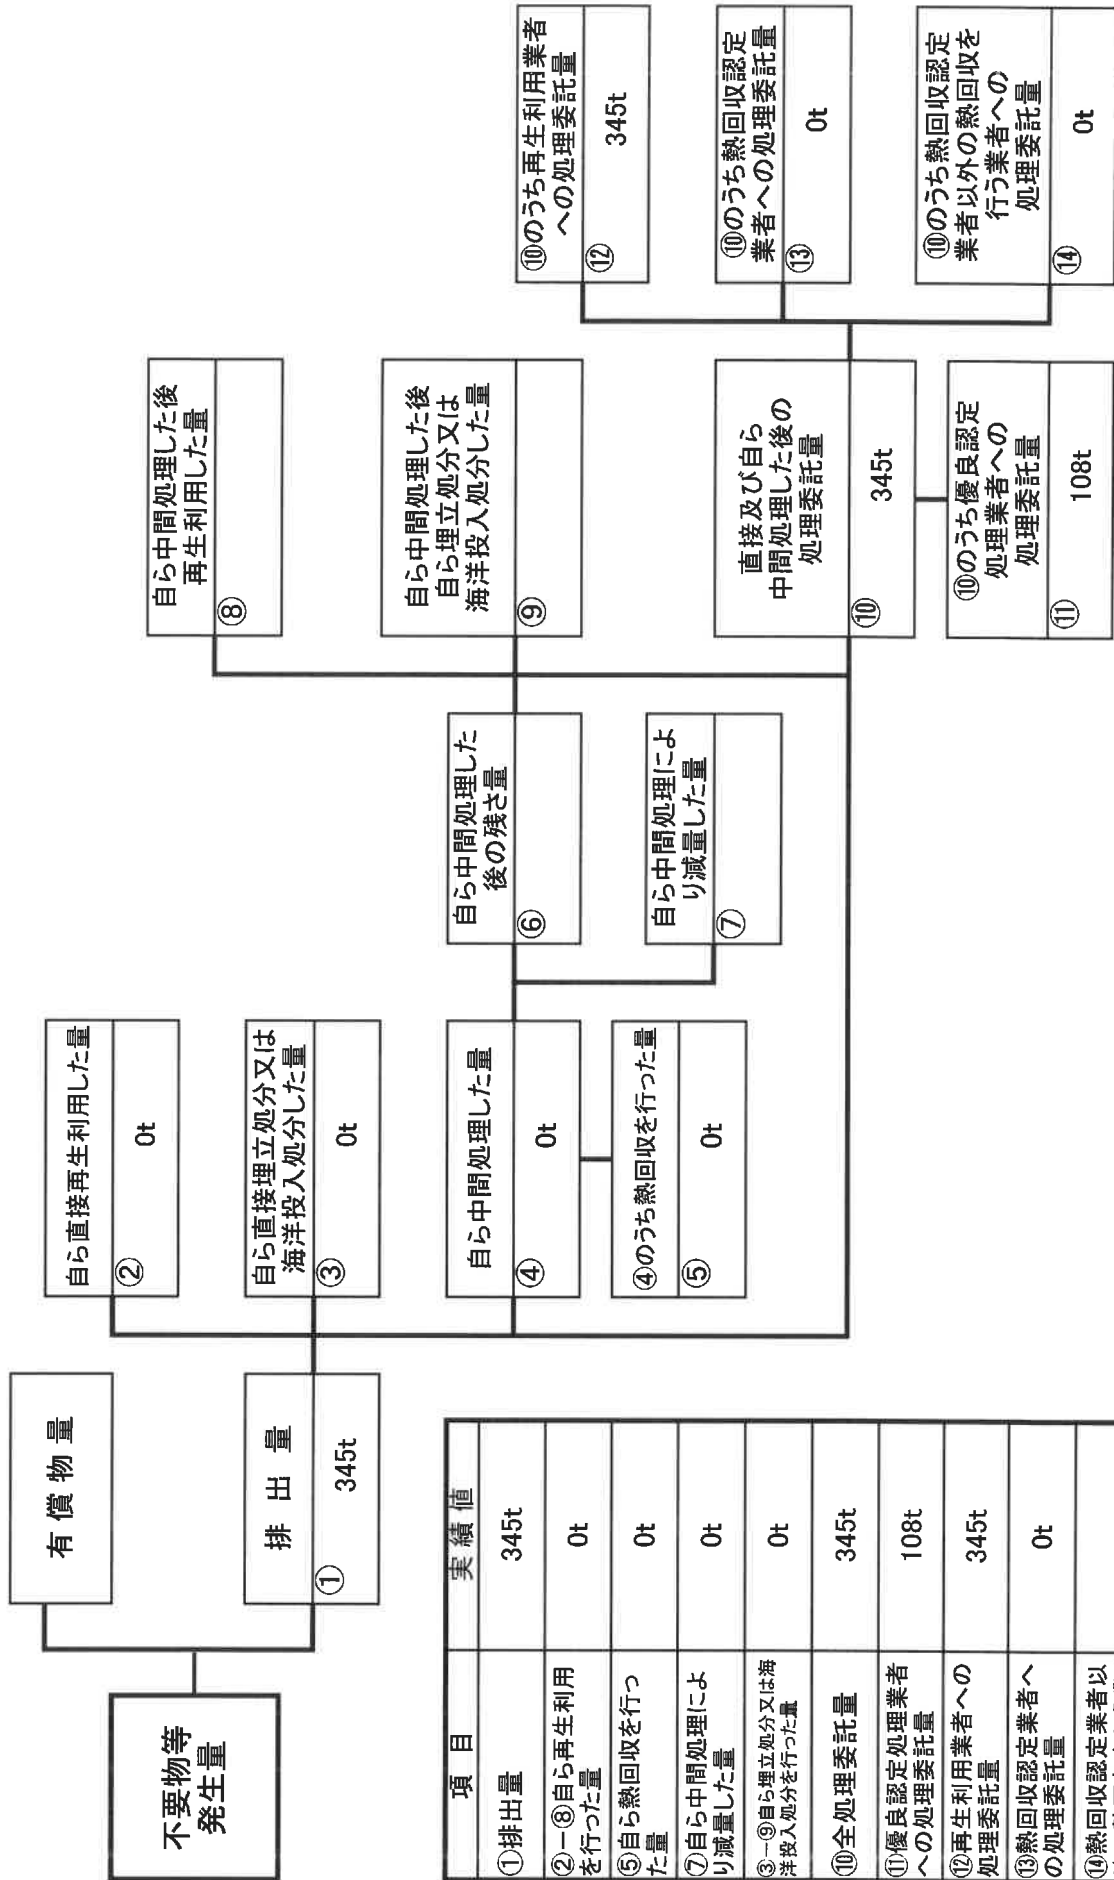 不要物等
発生量
有償物量
排出量
①
345t
自ら直接再生利用した量
②
0t
自ら直接埋立処分又は
海洋投入処分した量
③
0t
自ら中間処理した量
④
0t
④のうち熱回収を行った量
⑤
0t
自ら中間処理した
後の残さ量
⑥
自ら中間処理によ
り減量した量
⑦
自ら中間処理した後
再生利用した量
⑧
自ら中間処理した後
自ら埋立処分又は
海洋投入処分した量
⑨
直接及び自ら
中間処理した後の
処理委託量
⑩
345t
⑩のうち優良認定
処理業者への
処理委託量
⑪
108t
⑩のうち再生利用業者
への処理委託量
⑫
345t
⑩のうち熱回収認定
業者への処理委託量
⑬
0t
⑩のうち熱回収認定
業者以外の熱回収を
行う業者への
処理委託量
⑭
0t
項目
実績値
①排出量
345t
②－⑧自ら再生利用
を行った量
0t
⑤自ら熱回収を行っ
た量
0t
⑦自ら中間処理によ
り減量した量
0t
③－⑨自ら埋立処分又は海
洋投入処分を行った量
0t
⑩全処理委託量
345t
⑪優良認定処理業者
への処理委託量
108t
⑫再生利用業者への
処理委託量
345t
⑬熱回収認定業者へ
の処理委託量
0t
⑭熱回収認定業者以